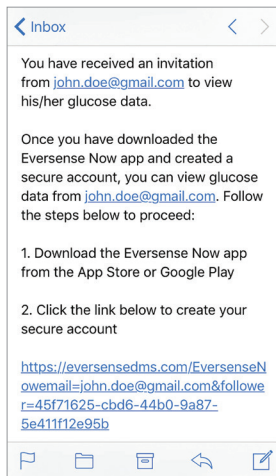 Inbox
You have received an invitation
from john.doe@gmail.com to view
his/her glucose data.
Once you have downloaded the
Eversense Now app and created a
secure account, you can view glucose
data from john.doe@gmail.com. Follow
the steps below to proceed:
1. Download the Eversense Now app
from the App Store or Google Play
2. Click the link below to create your
secure account
https://eversensedms.com/EversenseN
owemail=john.doe@gmail.com&followe
r=45f71625-cbd6-44b0-9a87-
5e411f12e95b